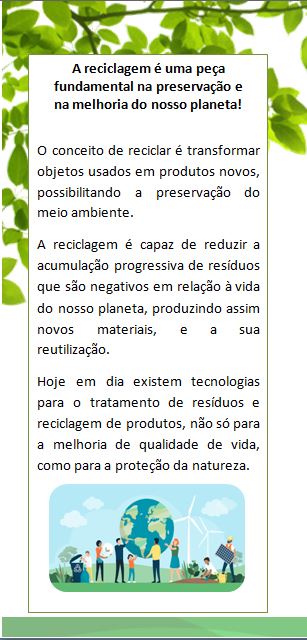 A reciclagem é uma peça
fundamental na preservação e
na melhoria do nosso planeta!
O conceito de reciclar é transformar
objetos usados em produtos novos,
possibilitando a preservação do
meio ambiente.
A reciclagem é capaz de reduzir a
acumulação progressiva de resíduos
que são negativos em relação à vida
do nosso planeta, produzindo assim
novos materiais, e a sua
reutilização.
Hoje em dia existem tecnologias
para o tratamento de resíduos e
reciclagem de produtos, não só para
a melhoria de qualidade de vida,
como para a proteção da natureza.